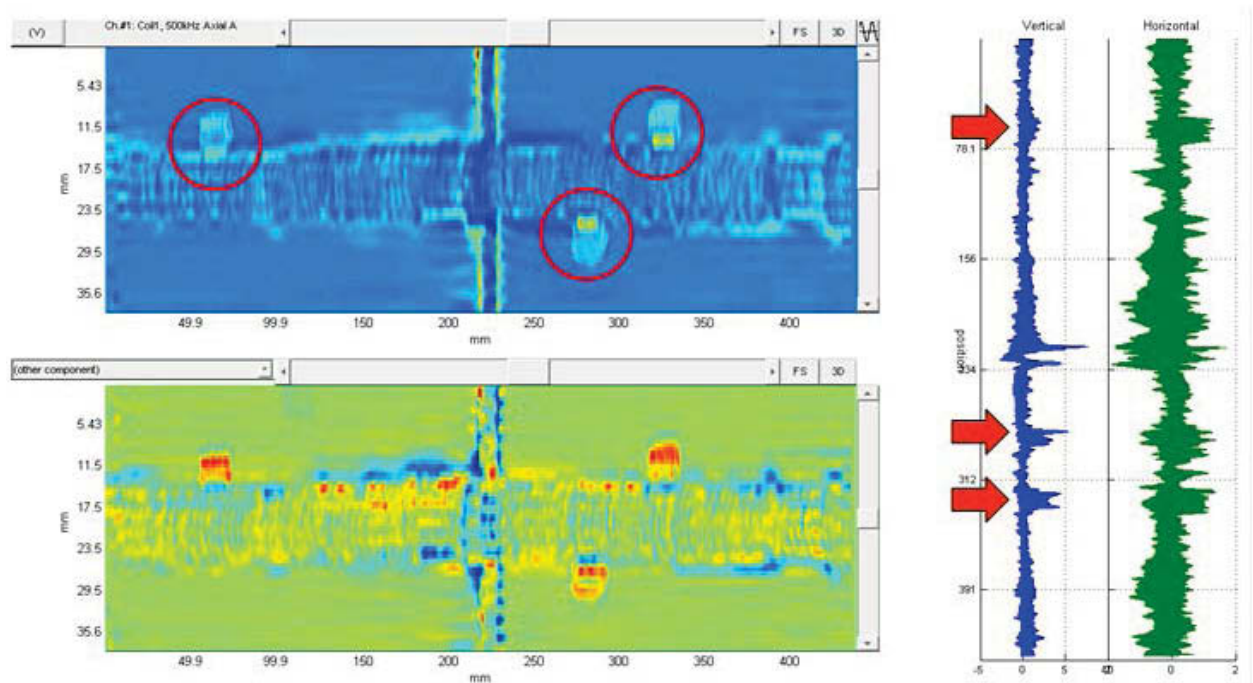 (V)
Ch.#1: Coil1, 500kHz Axial A
FS
3D
5.43
11.5
17.5
23.5
29.5
35.6
mm
49.9
99.9
150
200
250
300
350
400
mm
(other component)
FS
3D
5.43
11.5
17.5
23.5
29.5
35.6
mm
49.9
99.9
150
200
250
300
350
400
mm
Vertical
Horizontal
78.1
156
234
312
391
-5
0
5
0
2